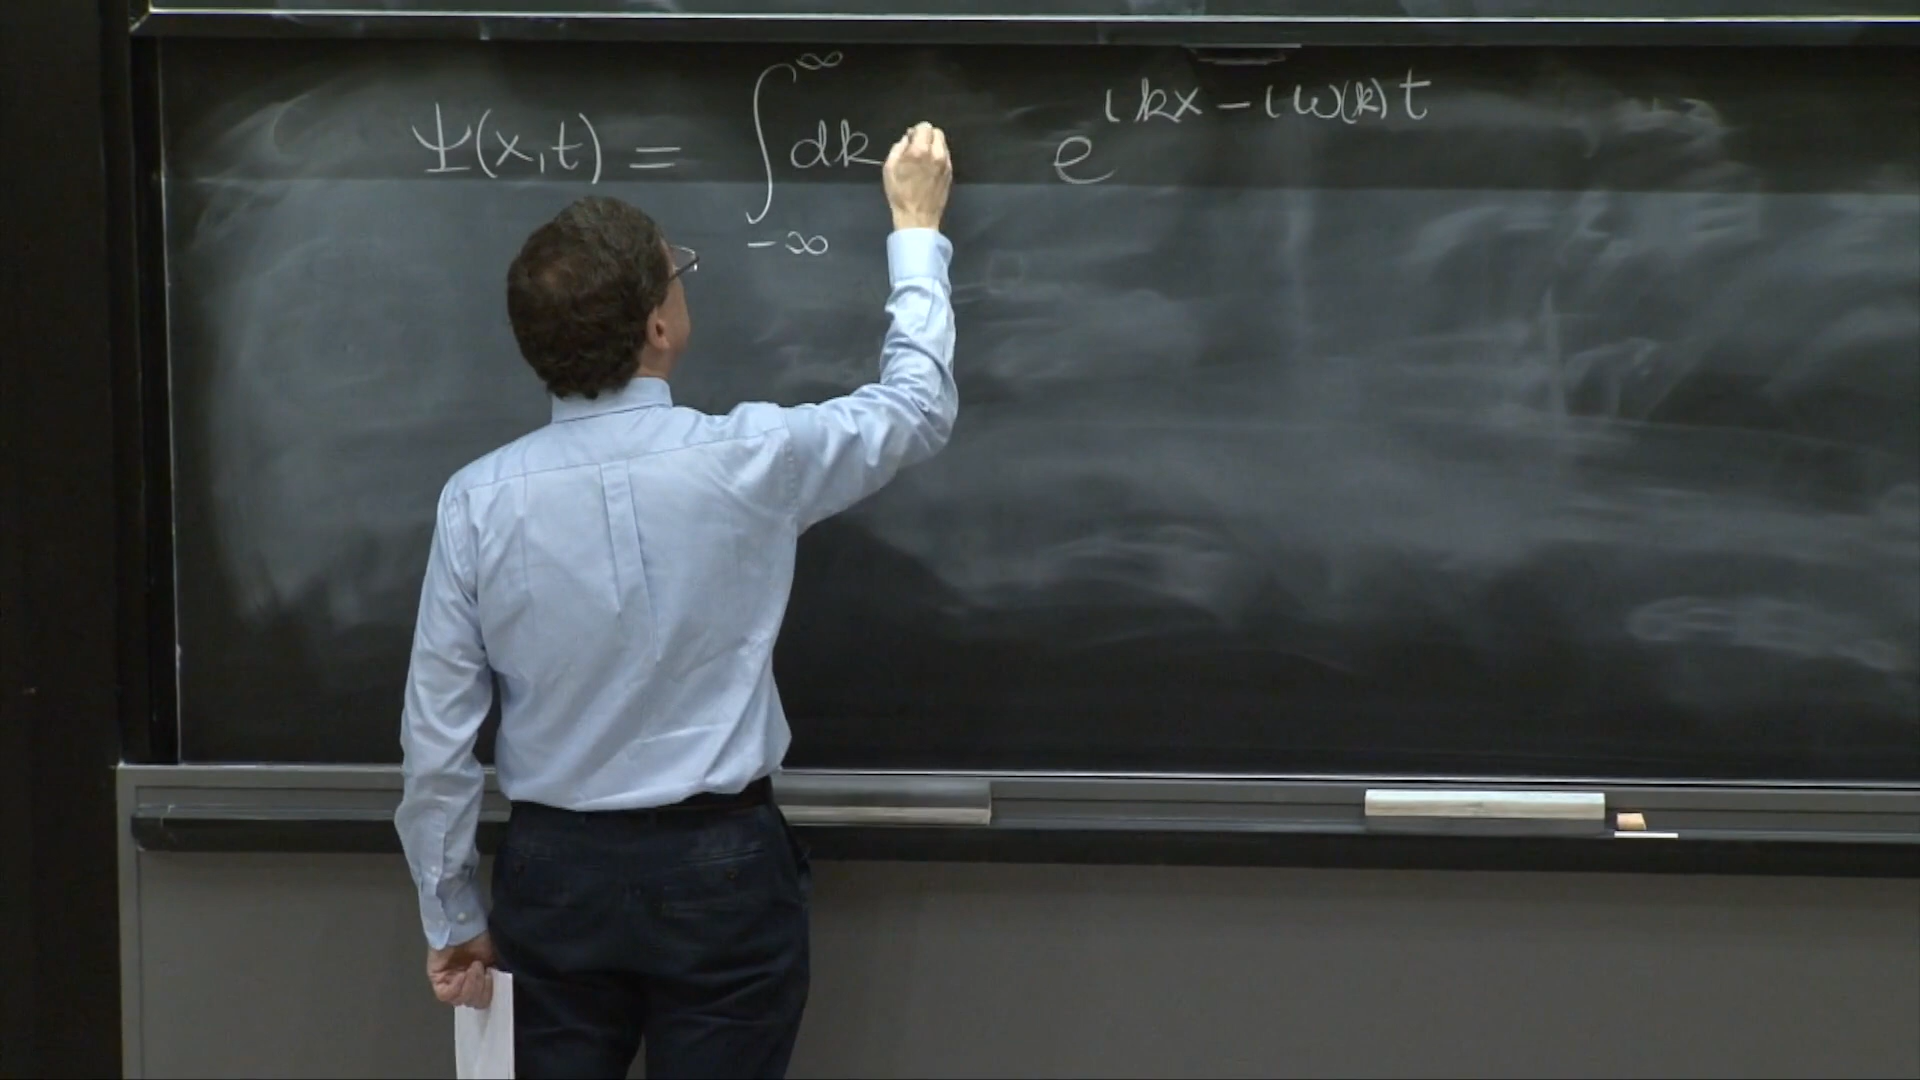 Ψ(x,t) = ∫_{-∞}^{∞} dk e^{ikx - iω(k)t}